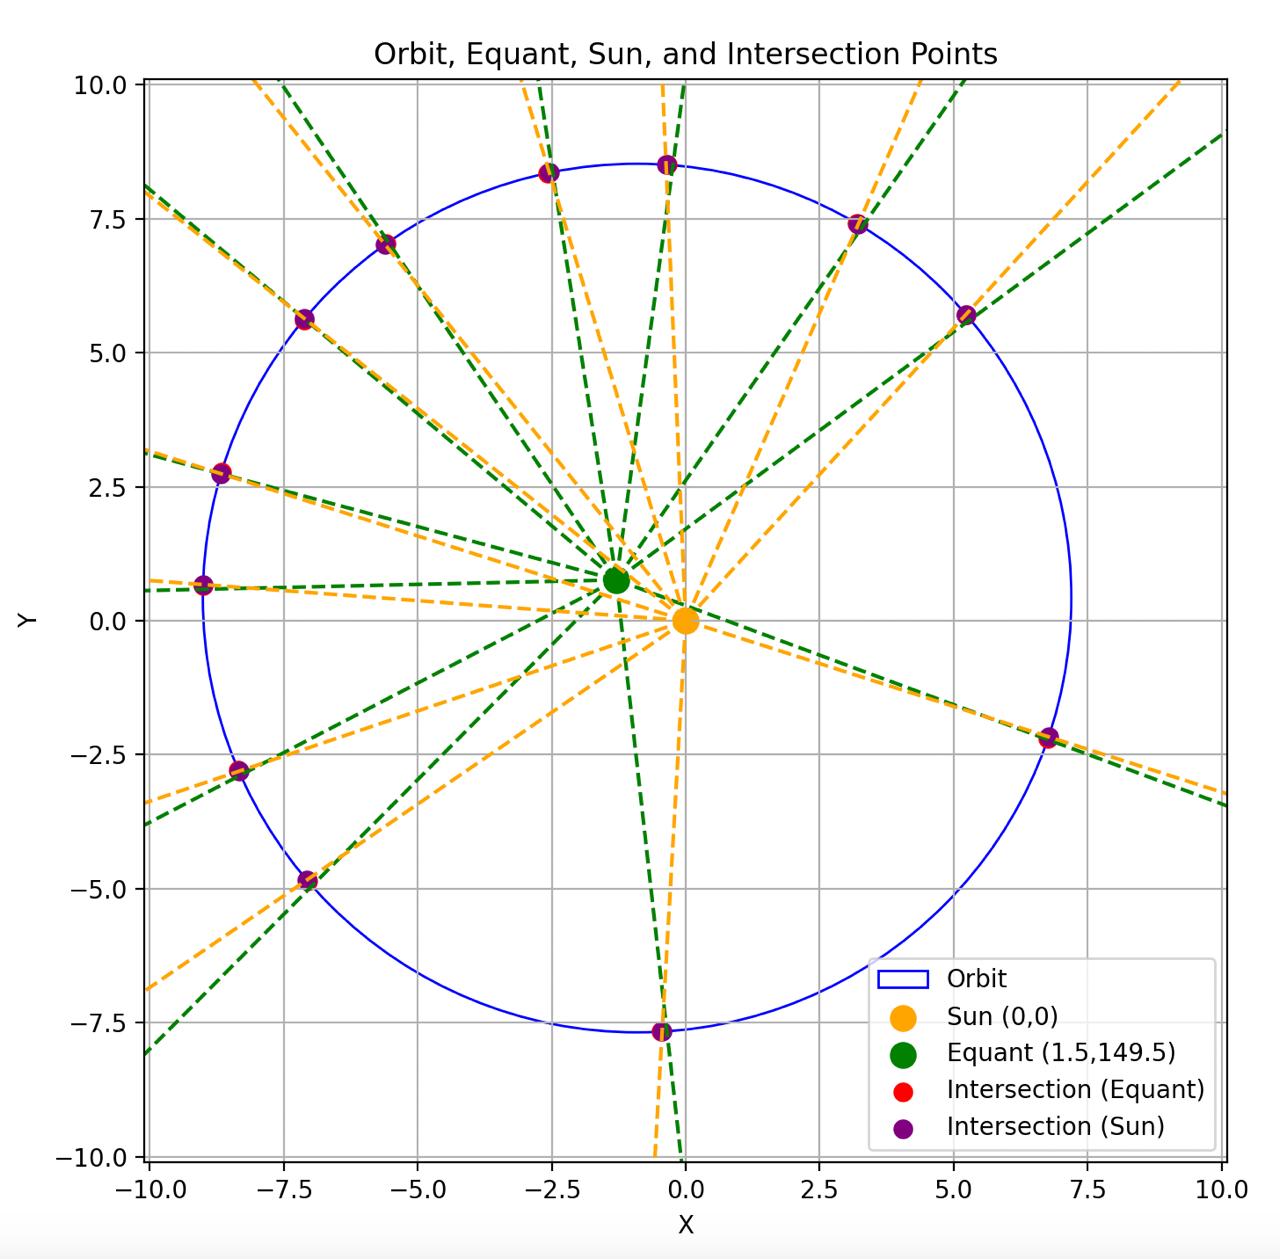 Orbit, Equant, Sun, and Intersection Points
10.0
7.5
5.0
2.5
0.0
−2.5
−5.0
−7.5
−10.0
Y
Orbit
Sun (0,0)
Equant (1.5,149.5)
Intersection (Equant)
Intersection (Sun)
−10.0 −7.5 −5.0 −2.5 0.0 2.5 5.0 7.5 10.0
X